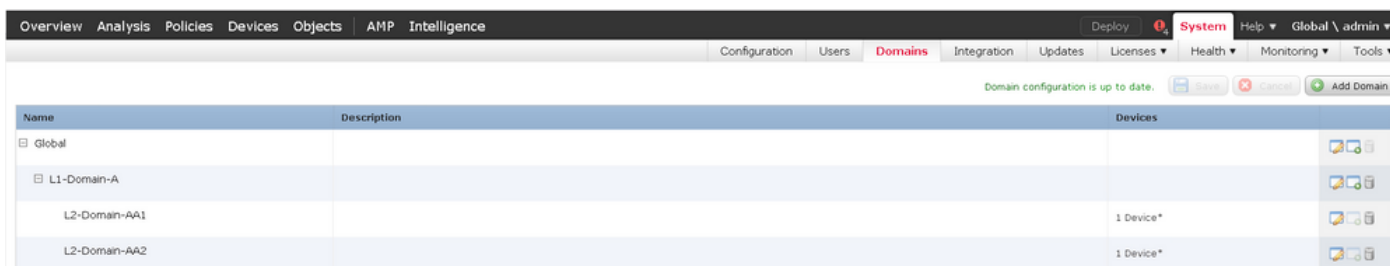 Overview Analysis Policies Devices Objects AMP Intelligence Deploy 4 System Help ▼ Global \ admin ▼
Configuration Users Domains Integration Updates Licenses ▼ Health ▼ Monitoring ▼ Tools ▼
Domain configuration is up to date. Save Cancel Add Domain
Name Description Devices
Global
L1-Domain-A
L2-Domain-AA1 1 Device*
L2-Domain-AA2 1 Device*